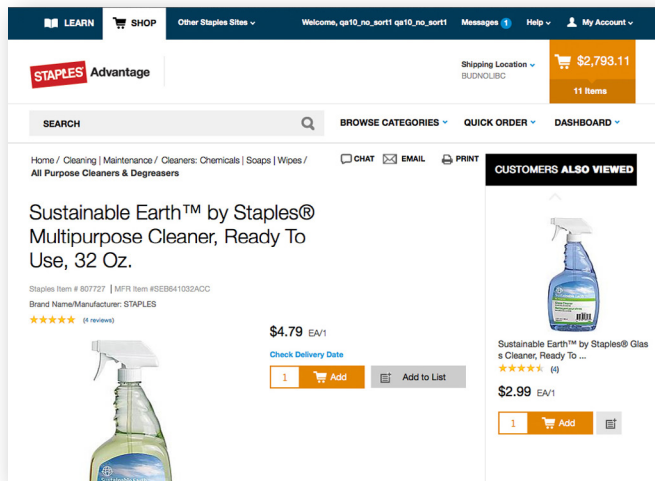 LEARN
SHOP
Other Staples Sites
Welcome, qa10_no_sort1 qa10_no_sort1
Messages 1
Help
My Account
STAPLES Advantage
Shipping Location
BUDNOLIBC
$2,793.11
11 Items
SEARCH
BROWSE CATEGORIES
QUICK ORDER
DASHBOARD
Home / Cleaning | Maintenance / Cleaners: Chemicals | Soaps | Wipes /
All Purpose Cleaners & Degreasers
CHAT
EMAIL
PRINT
Sustainable Earth™ by Staples®
Multipurpose Cleaner, Ready To
Use, 32 Oz.
Staples Item # 807727 | MFR Item #SEB641032ACC
Brand Name/Manufacturer: STAPLES
(4 reviews)
$4.79 EA/1
Check Delivery Date
1
Add
Add to List
Sustainable Earth
CUSTOMERS ALSO VIEWED
Sustainable Earth™ by Staples® Glas
s Cleaner, Ready To ...
(4)
$2.99 EA/1
1
Add